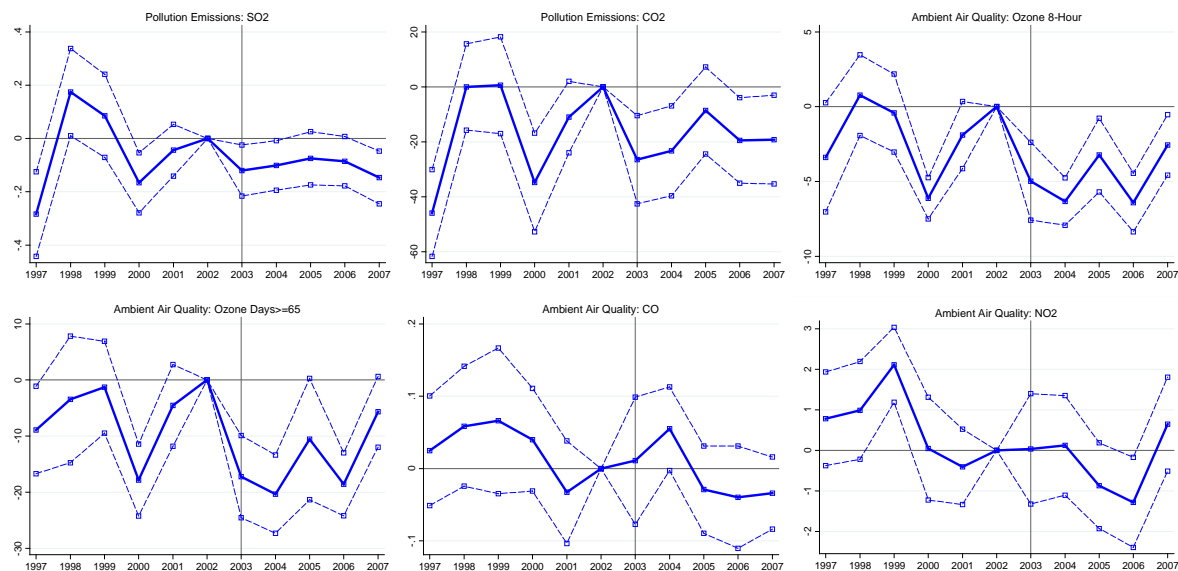 Pollution Emissions: SO2
.4
.2
0
-.2
-.4
1997 1998 1999 2000 2001 2002 2003 2004 2005 2006 2007
Pollution Emissions: CO2
20
0
-20
-40
-60
1997 1998 1999 2000 2001 2002 2003 2004 2005 2006 2007
Ambient Air Quality: Ozone 8-Hour
5
0
-5
-10
1997 1998 1999 2000 2001 2002 2003 2004 2005 2006 2007
Ambient Air Quality: Ozone Days>=65
10
0
-10
-20
-30
1997 1998 1999 2000 2001 2002 2003 2004 2005 2006 2007
Ambient Air Quality: CO
.2
.1
0
-.1
1997 1998 1999 2000 2001 2002 2003 2004 2005 2006 2007
Ambient Air Quality: NO2
3
2
1
0
-1
-2
1997 1998 1999 2000 2001 2002 2003 2004 2005 2006 2007